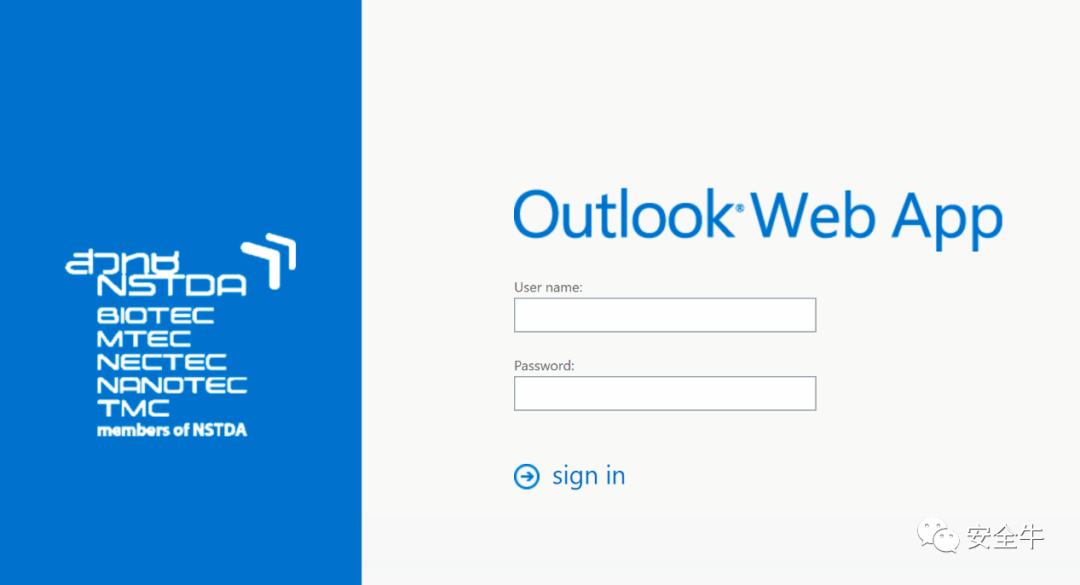 สวทช
NSTDA
BIOTEC
MTEC
NECTEC
NANOTEC
TMC
members of NSTDA
Outlook® Web App
User name:
Password:
sign in
安全牛